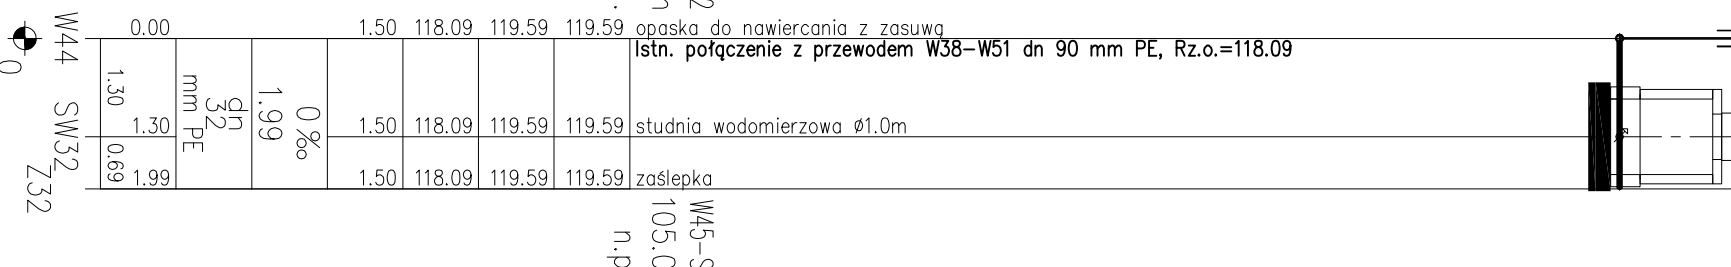 W44
0.00 1.50 118.09 119.59 119.59 opaska do nawiercania z zasuwą
Istn. połączenie z przewodem W38-W51 dn 90 mm PE, Rz.o.=118.09
0
1.30
dn
32
mm PE
0 ‰
1.99
SW32
1.30 1.50 118.09 119.59 119.59 studnia wodomierzowa Ø1.0m
0.69
Z32
1.99 1.50 118.09 119.59 119.59 zaślepka
W45-S
105.0
n.p